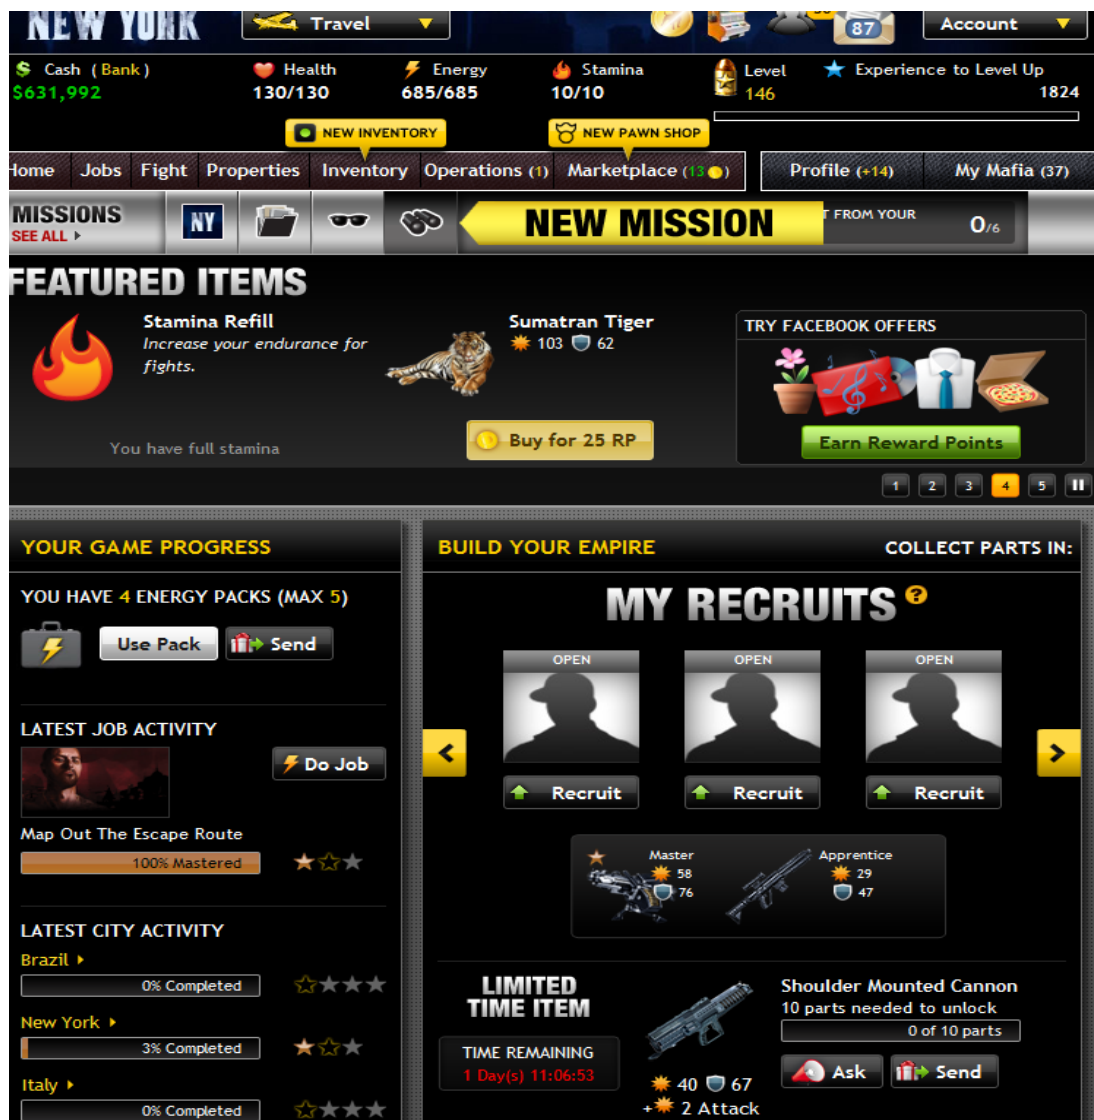 NEW YORK
Travel
87
Account
$ Cash (Bank)
Health
Energy
Stamina
Level
Experience to Level Up
$631,992
130/130
685/685
10/10
146
1824
NEW INVENTORY
NEW PAWN SHOP
Home
Jobs
Fight
Properties
Inventory
Operations (1)
Marketplace (13)
Profile (+14)
My Mafia (37)
MISSIONS
SEE ALL
NY
NEW MISSION
FROM YOUR
0/6
FEATURED ITEMS
Stamina Refill
Increase your endurance for
fights.
You have full stamina
Sumatran Tiger
103 62
Buy for 25 RP
TRY FACEBOOK OFFERS
Earn Reward Points
1 2 3 4 5
YOUR GAME PROGRESS
YOU HAVE 4 ENERGY PACKS (MAX 5)
Use Pack
Send
LATEST JOB ACTIVITY
Do Job
Map Out The Escape Route
100% Mastered
LATEST CITY ACTIVITY
Brazil
0% Completed
New York
3% Completed
Italy
0% Completed
BUILD YOUR EMPIRE
COLLECT PARTS IN:
MY RECRUITS ?
OPEN
OPEN
OPEN
Recruit
Recruit
Recruit
Master
58
76
Apprentice
29
47
LIMITED
TIME ITEM
TIME REMAINING
1 Day(s) 11:06:53
40 67
+ 2 Attack
Shoulder Mounted Cannon
10 parts needed to unlock
0 of 10 parts
Ask
Send